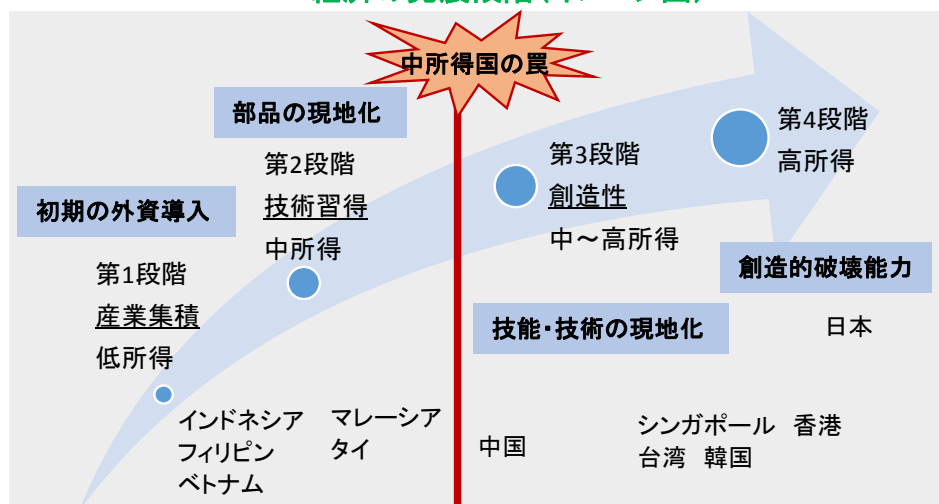 中所得国の罠
部品の現地化
第2段階
技術習得
中所得
初期の外資導入
第1段階
産業集積
低所得
第3段階
創造性
中～高所得
第4段階
高所得
創造的破壊能力
技能・技術の現地化
日本
インドネシア
フィリピン
ベトナム
マレーシア
タイ
中国
シンガポール 香港
台湾 韓国